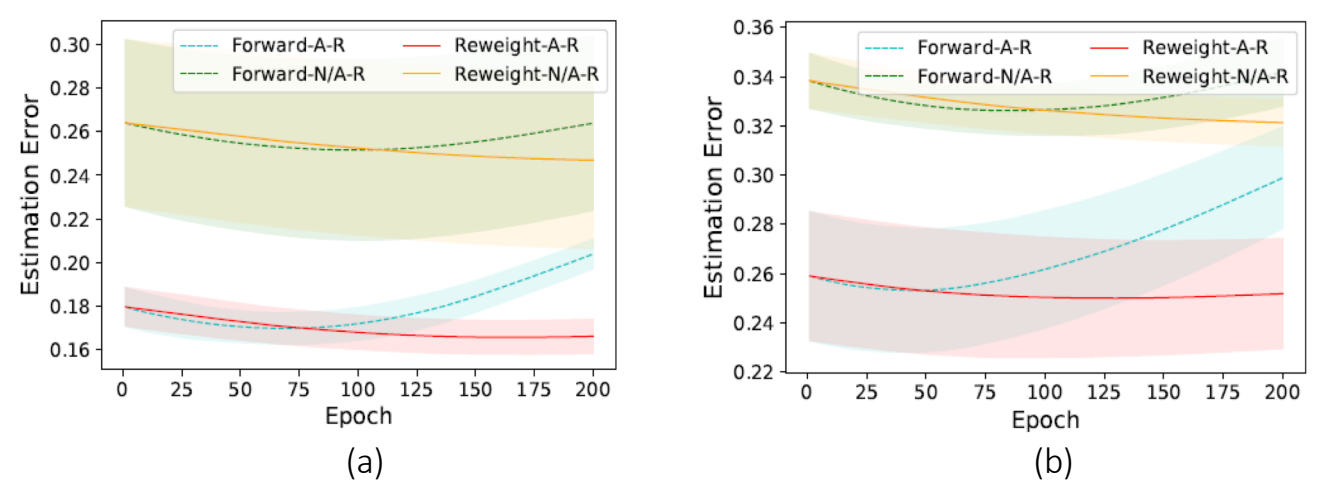 Forward-A-R Reweight-A-R
Forward-N/A-R Reweight-N/A-R
0.30
0.28
0.26
0.24
0.22
0.20
0.18
0.16
Estimation Error
0 25 50 75 100 125 150 175 200
Epoch
(a)
Forward-A-R Reweight-A-R
Forward-N/A-R Reweight-N/A-R
0.36
0.34
0.32
0.30
0.28
0.26
0.24
0.22
Estimation Error
0 25 50 75 100 125 150 175 200
Epoch
(b)